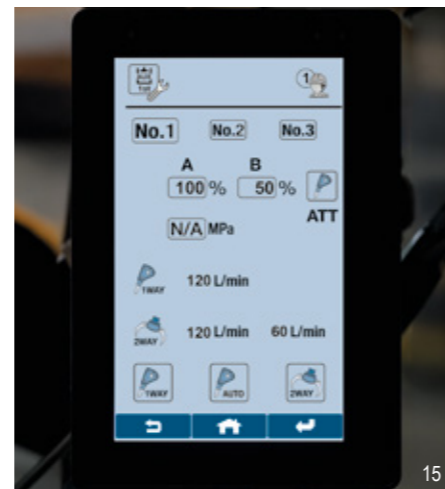 1
No.1 No.2 No.3
A B
100 % 50 %
ATT
N/A MPa
1WAY 120 L/min
2WAY 120 L/min 60 L/min
1WAY AUTO 2WAY
15